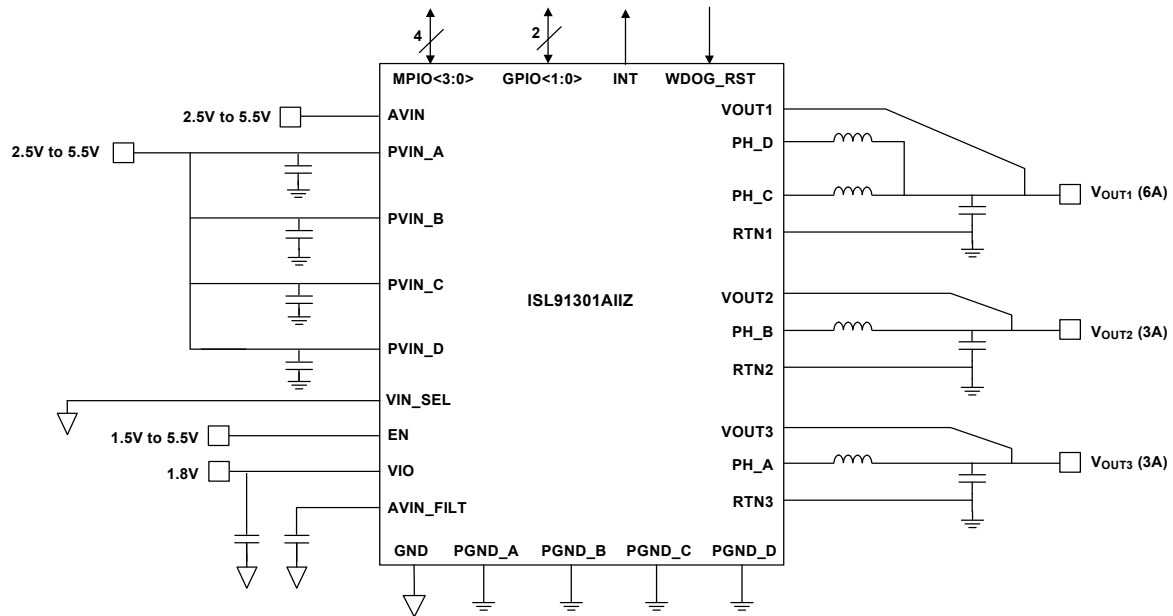 4
2
MPIO<3:0>
GPIO<1:0>
INT
WDOG_RST
2.5V to 5.5V
AVIN
VOUT1
2.5V to 5.5V
PVIN_A
PH_D
PH_C
VOUT1 (6A)
PVIN_B
RTN1
PVIN_C
ISL91301AIIZ
VOUT2
PH_B
VOUT2 (3A)
PVIN_D
RTN2
VIN_SEL
1.5V to 5.5V
EN
VOUT3
1.8V
VIO
PH_A
VOUT3 (3A)
AVIN_FILT
RTN3
GND
PGND_A
PGND_B
PGND_C
PGND_D